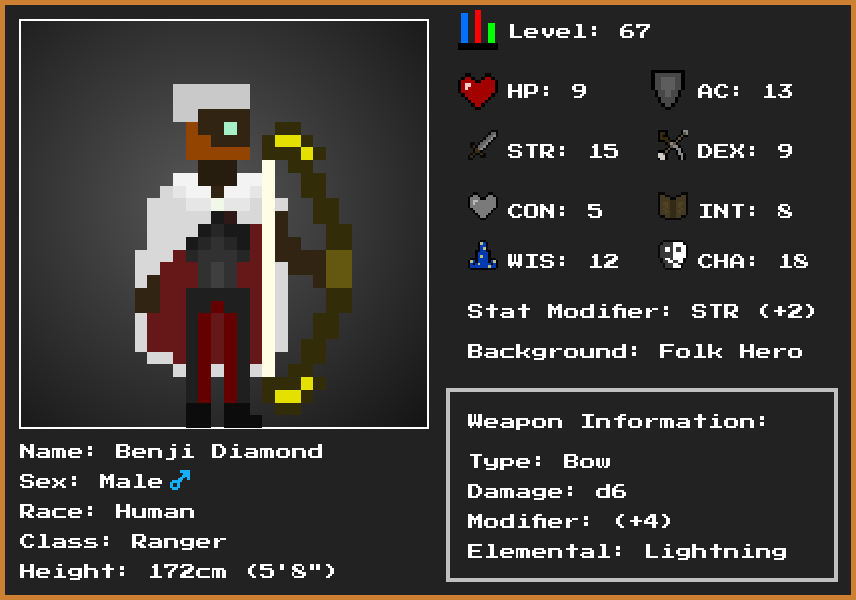 Level: 67
HP: 9 AC: 13
STR: 15 DEX: 9
CON: 5 INT: 8
WIS: 12 CHA: 18
Stat Modifier: STR (+2)
Background: Folk Hero
Weapon Information:
Type: Bow
Damage: d6
Modifier: (+4)
Elemental: Lightning
Name: Benji Diamond
Sex: Male ♂
Race: Human
Class: Ranger
Height: 172cm (5'8")